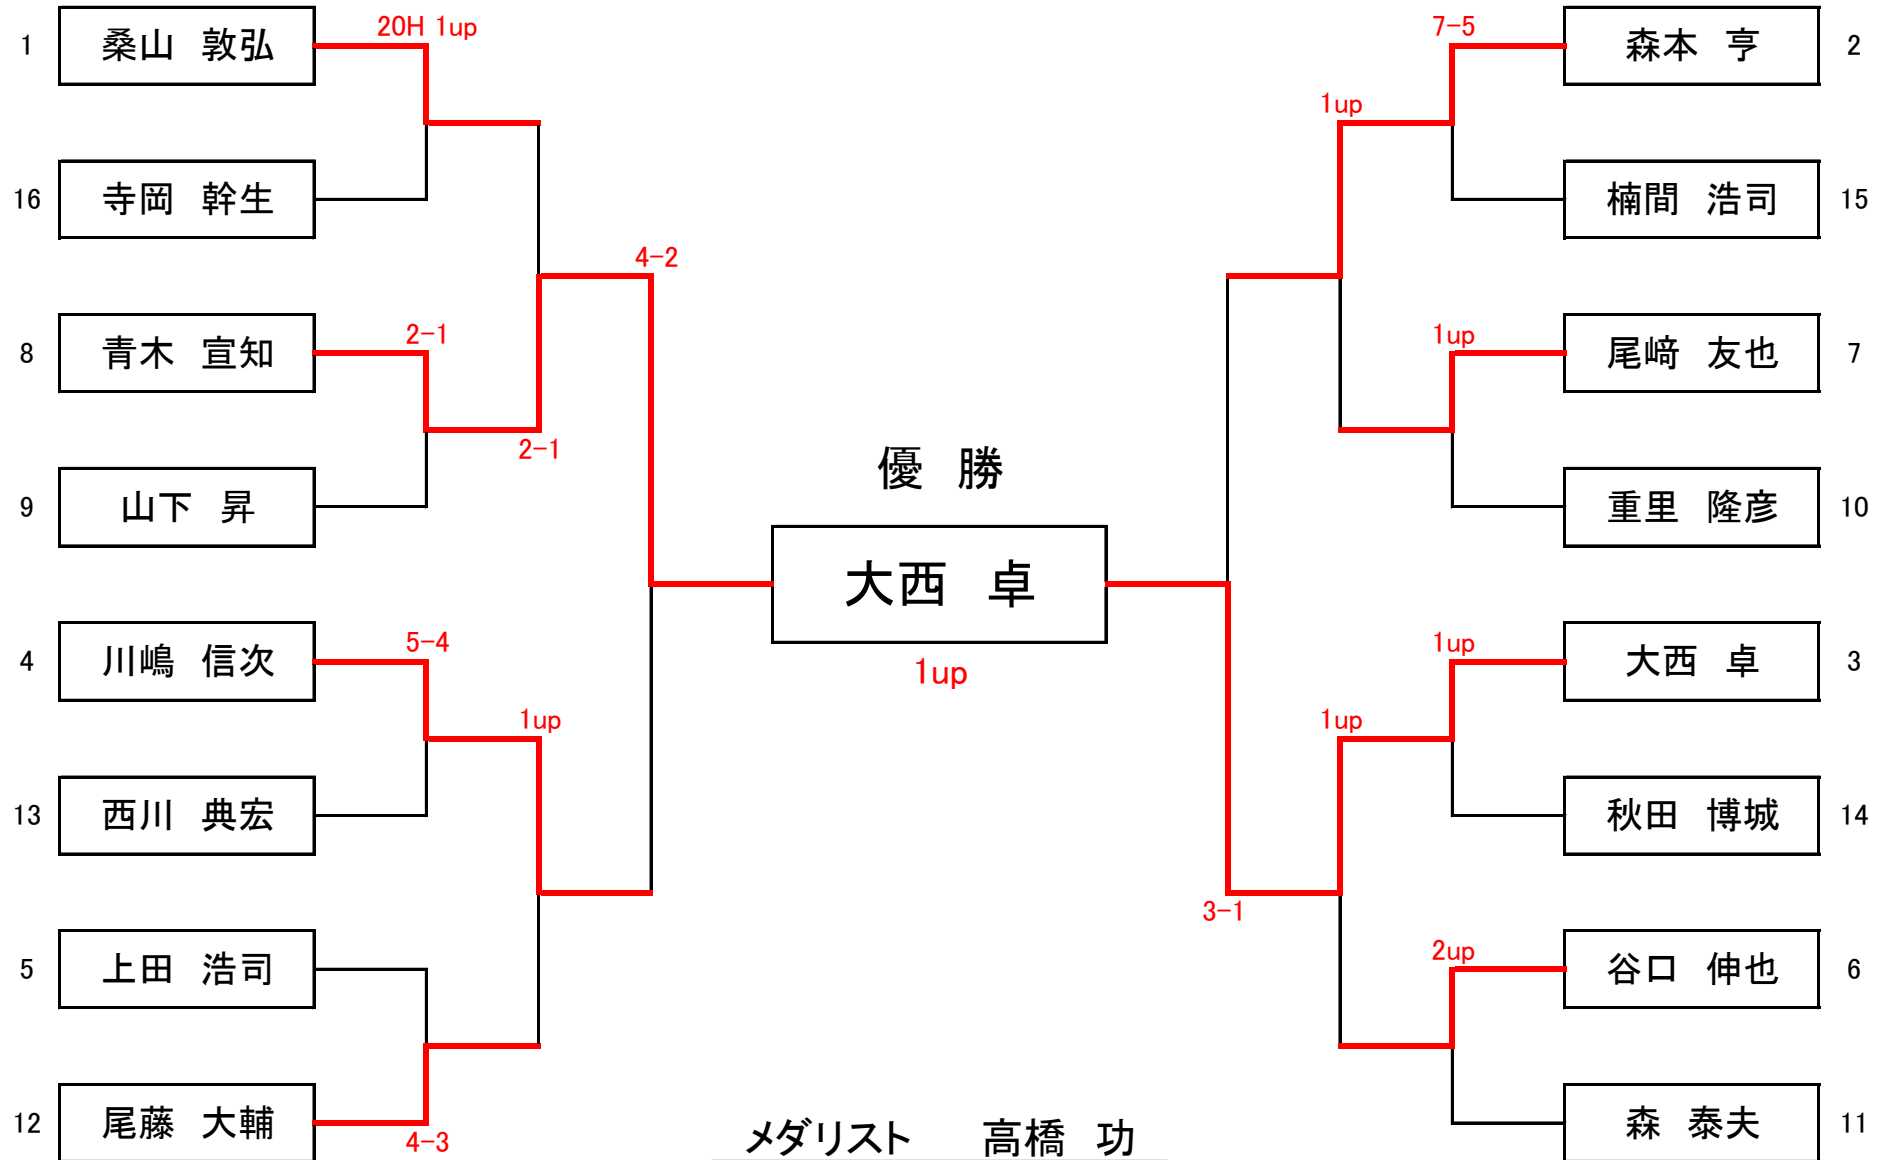 20H 1up
7-5
1 桑山 敦弘
森本 亨 2
1up
16 寺岡 幹生
楠間 浩司 15
4-2
2-1
1up
8 青木 宣知
尾﨑 友也 7
2-1
優 勝
9 山下 昇
重里 隆彦 10
大西 卓
5-4
1up
4 川嶋 信次
大西 卓 3
1up
1up
1up
13 西川 典宏
秋田 博城 14
3-1
2up
5 上田 浩司
谷口 伸也 6
12 尾藤 大輔
森 泰夫 11
4-3
メダリスト 高橋 功